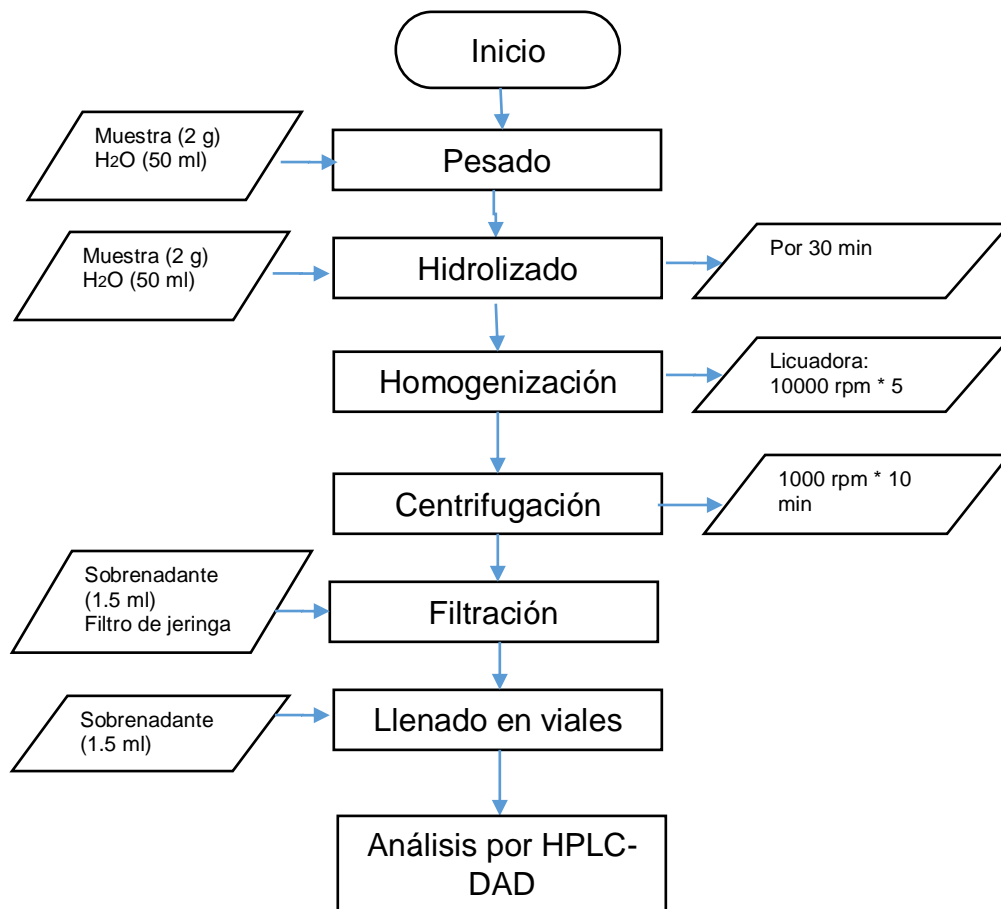 Inicio
Muestra (2 g)
H2O (50 ml)
Pesado
Muestra (2 g)
H2O (50 ml)
Hidrolizado
Por 30 min
Homogenización
Licuadora:
10000 rpm * 5
Centrifugación
1000 rpm * 10
min
Sobrenadante
(1.5 ml)
Filtro de jeringa
Filtración
Sobrenadante
(1.5 ml)
Llenado en viales
Análisis por HPLC-
DAD